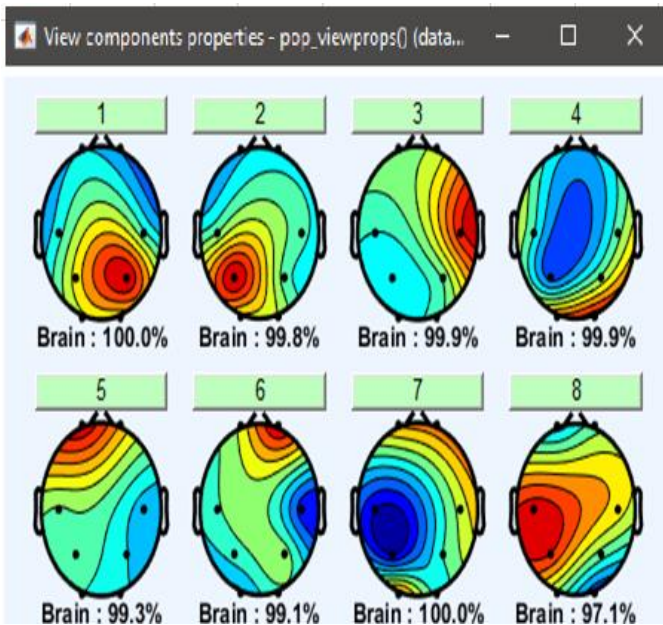 View components properties - pop_viewprops() (data...
1 2 3 4
Brain : 100.0% Brain : 99.8% Brain : 99.9% Brain : 99.9%
5 6 7 8
Brain : 99.3% Brain : 99.1% Brain : 100.0% Brain : 97.1%